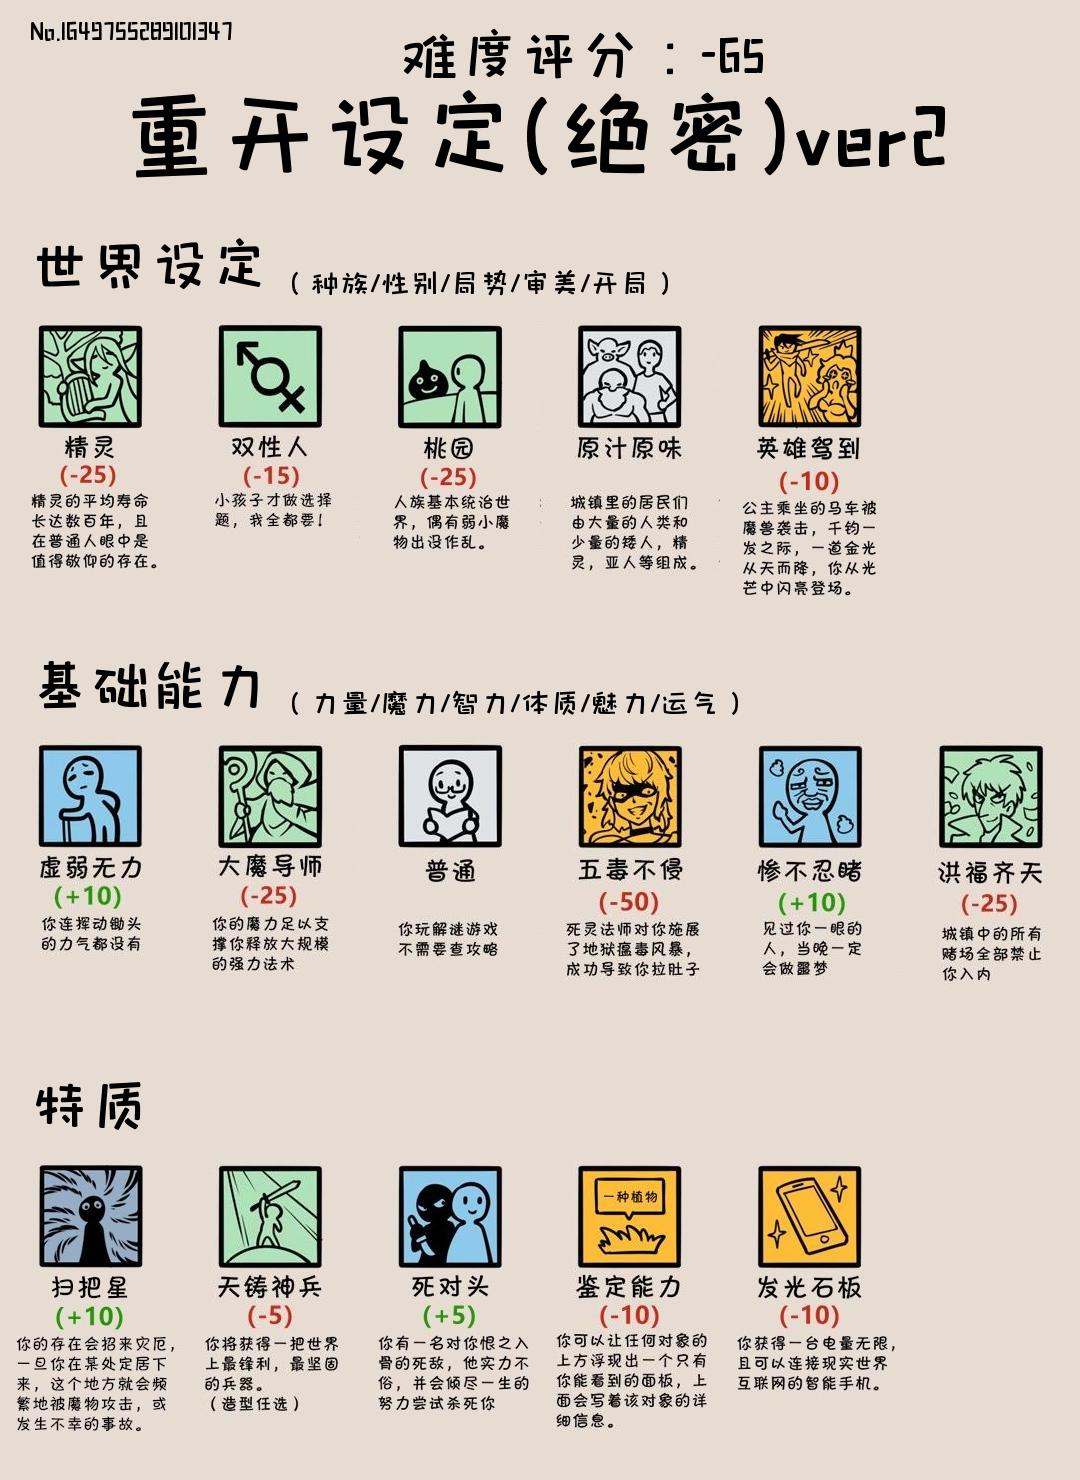 No.1649755289101347
难度评分：-65
重开设定(绝密)ver2
世界设定 （种族/性别/局势/审美/开局）
精灵 双性人 桃园 原汁原味 英雄驾到
(-25) (-15) (-25) (-10)
精灵的平均寿命
长达数百年，且
在普通人眼中是
值得敬仰的存在。
小孩子才做选择
题，我全都要！
人族基本统治世
界，偶有弱小魔
物出没作乱。
城镇里的居民们
由大量的人类和
少量的矮人，精
灵，亚人等组成。
公主乘坐的马车被
魔兽袭击，千钧一
发之际，一道金光
从天而降，你从光
芒中闪亮登场。
基础能力 （力量/魔力/智力/体质/魅力/运气）
虚弱无力 大魔导师 普通 五毒不侵 惨不忍睹 洪福齐天
(+10) (-25) (-50) (+10) (-25)
你连挥动锄头
的力气都没有
你的魔力足以支
撑你释放大规模
的强力法术
你玩解谜游戏
不需要查攻略
死灵法师对你施展
了地狱瘟毒风暴，
成功导致你拉肚子
见过你一眼的
人，当晚一定
会做噩梦
城镇中的所有
赌场全部禁止
你入内
特质
一种植物
扫把星 天铸神兵 死对头 鉴定能力 发光石板
(+10) (-5) (+5) (-10) (-10)
你的存在会招来灾厄，
一旦你在某处定居下
来，这个地方就会频
繁地被魔物攻击，或
发生不幸的事故。
你将获得一把世界
上最锋利，最坚固
的兵器。
（造型任选）
你有一名对你恨之入
骨的死敌，他实力不
俗，并会倾尽一生的
努力尝试杀死你
你可以让任何对象的
上方浮现出一个只有
你能看到的面板，上
面会写着该对象的详
细信息。
你获得一台电量无限，
且可以连接现实世界
互联网的智能手机。